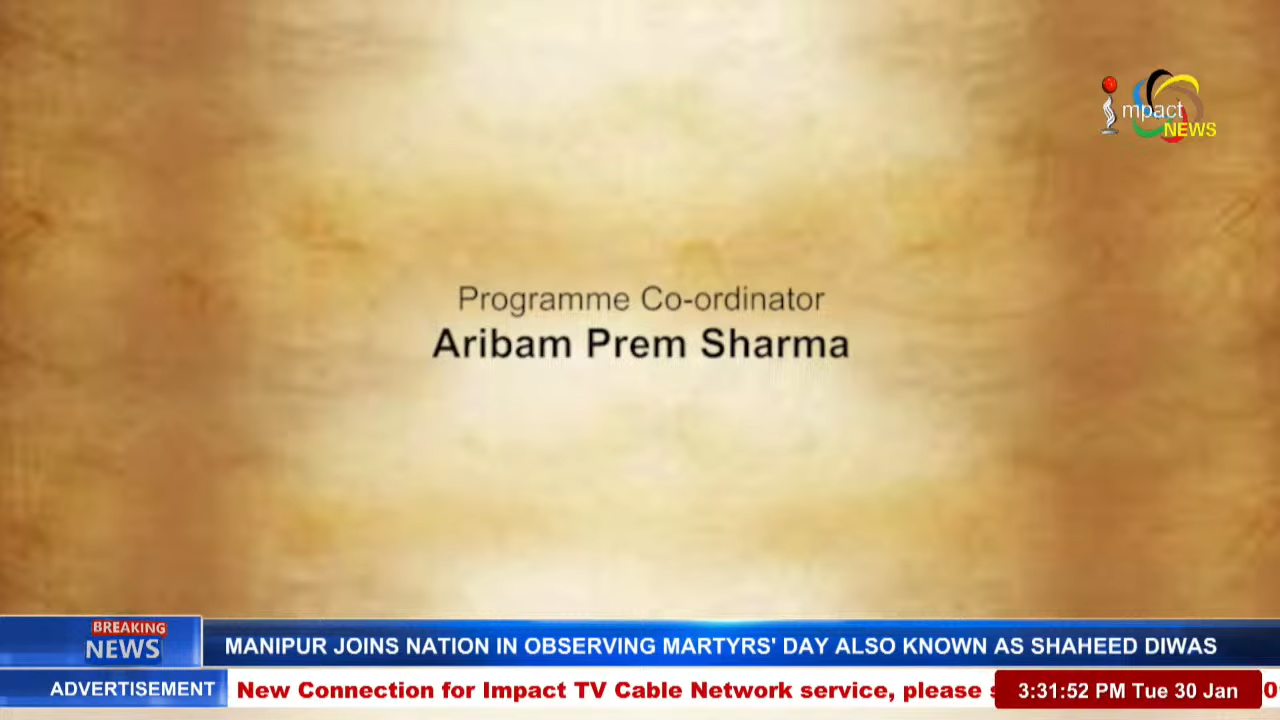 impact
NEWS
Programme Co-ordinator
Aribam Prem Sharma
BREAKING
NEWS
MANIPUR JOINS NATION IN OBSERVING MARTYRS' DAY ALSO KNOWN AS SHAHEED DIWAS
ADVERTISEMENT
New Connection for Impact TV Cable Network service, please
3:31:52 PM Tue 30 Jan